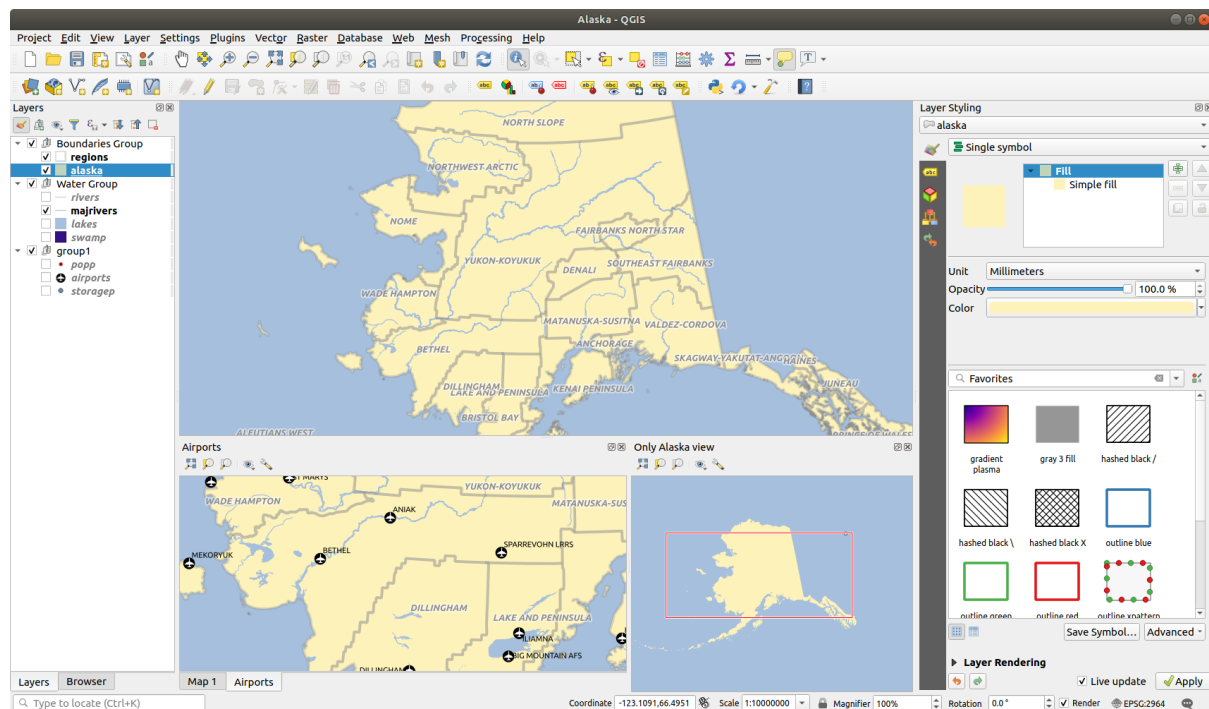 Alaska - QGIS
Project Edit View Layer Settings Plugins Vector Raster Database Web Mesh Processing Help
Layers
Boundaries Group
regions
alaska
Water Group
rivers
majrivers
lakes
swamp
group1
popp
airports
storagep
Layers Browser
NORTH SLOPE
NORTHWEST ARCTIC
NOME
FAIRBANKS NORTH STAR
YUKON-KOYUKUK
DENALI
SOUTHEAST FAIRBANKS
WADE HAMPTON
MATANUSKA-SUSITNA
VALDEZ-CORDOVA
BETHEL
ANCHORAGE
SKAGWAY-YAKUTAT-ANGOON
HAINES
DILLINGHAM
LAKE AND PENINSULA
KENAI PENINSULA
JUNEAU
BRISTOL BAY
ALEUTIANS WEST
PRINCE OF WALES
Airports
ST MARYS
YUKON-KOYUKUK
WADE HAMPTON
MATANUSKA-SUS
ANIAK
MEKORYUK
BETHEL
SPARREVOHN LRRS
DILLINGHAM
LAKE AND PENINSULA
ILIAMNA
BIG MOUNTAIN AFS
DILLINGHAM
Map 1 Airports
Only Alaska view
Layer Styling
alaska
Single symbol
Fill
Simple fill
Unit Millimeters
Opacity 100.0 %
Color
Favorites
gradient plasma
gray 3 fill
hashed black /
hashed black \
hashed black X
outline blue
outline green
outline red
outline xpattern
Save Symbol... Advanced
Layer Rendering
Live update Apply
Type to locate (Ctrl+K)
Coordinate -123.1091,66.4951 Scale 1:10000000 Magnifier 100% Rotation 0.0 ° Render EPSG:2964